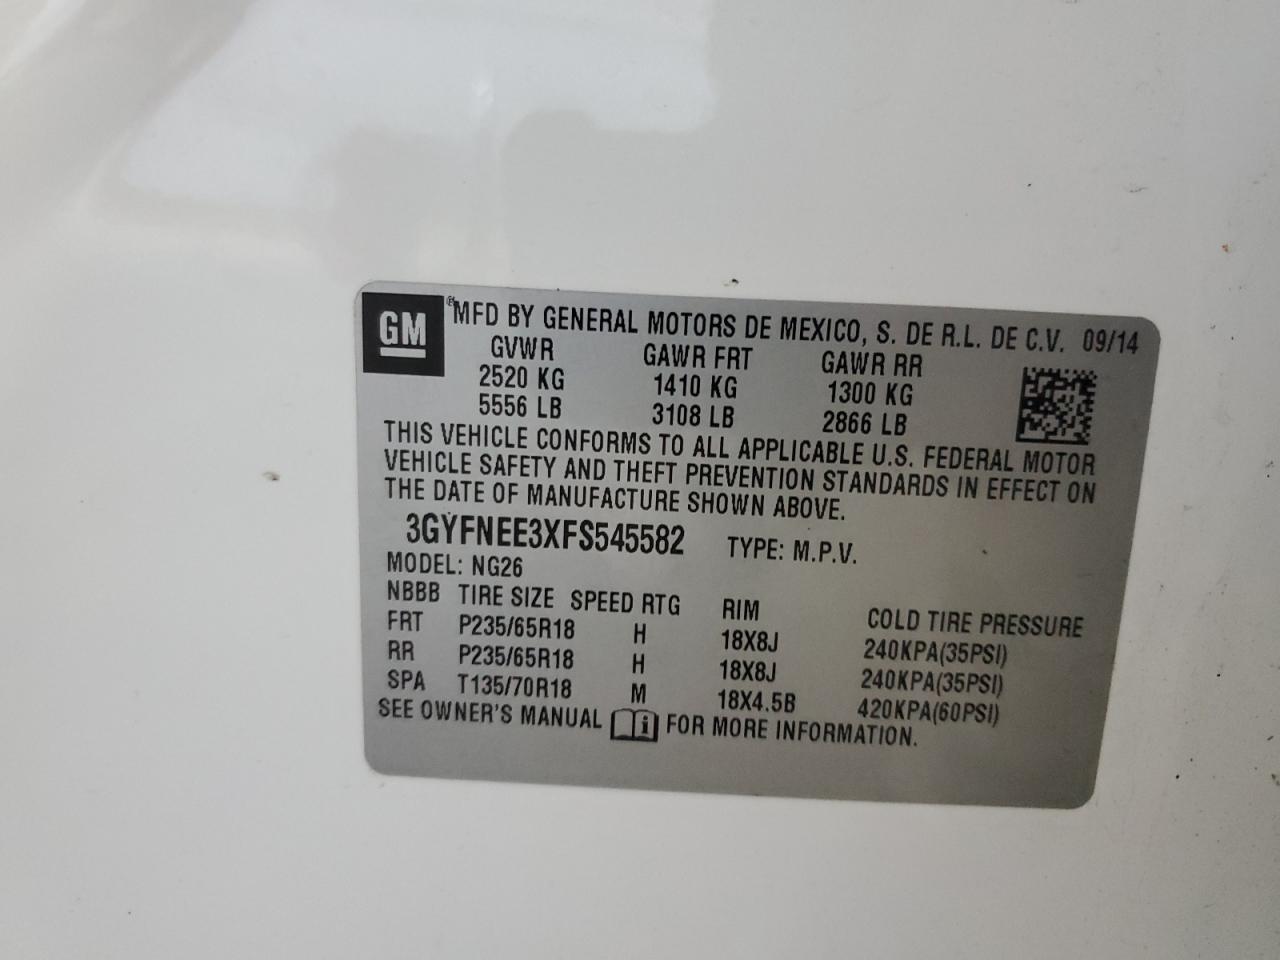 GM
® MFD BY GENERAL MOTORS DE MEXICO, S. DE R.L. DE C.V. 09/14
GVWR GAWR FRT GAWR RR
2520 KG 1410 KG 1300 KG
5556 LB 3108 LB 2866 LB
THIS VEHICLE CONFORMS TO ALL APPLICABLE U.S. FEDERAL MOTOR
VEHICLE SAFETY AND THEFT PREVENTION STANDARDS IN EFFECT ON
THE DATE OF MANUFACTURE SHOWN ABOVE.
3GYFNEE3XFS545582 TYPE: M.P.V.
MODEL: NG26
NBBB TIRE SIZE SPEED RTG RIM COLD TIRE PRESSURE
FRT P235/65R18 H 18X8J 240KPA(35PSI)
RR P235/65R18 H 18X8J 240KPA(35PSI)
SPA T135/70R18 M 18X4.5B 420KPA(60PSI)
SEE OWNER'S MANUAL i FOR MORE INFORMATION.